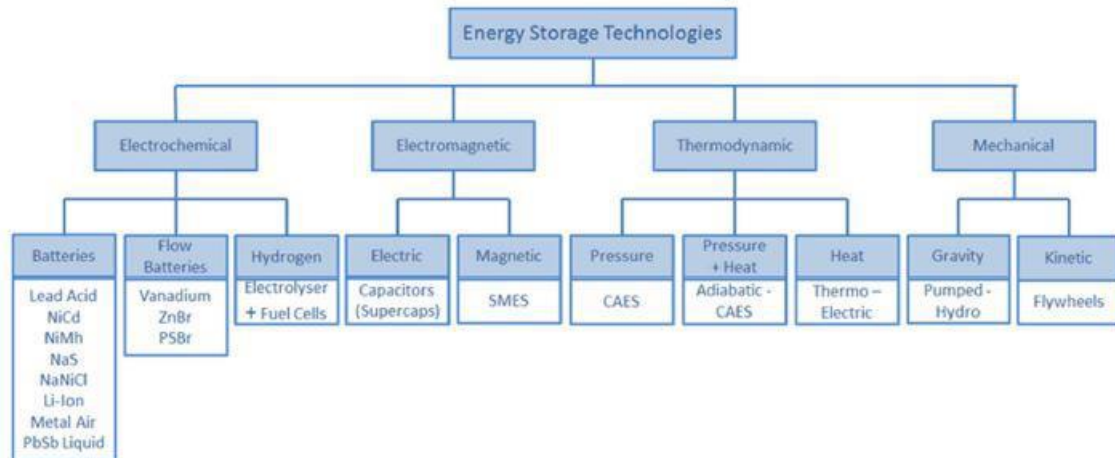 Energy Storage Technologies
Electrochemical
Electromagnetic
Thermodynamic
Mechanical
Batteries
Flow
Batteries
Hydrogen
Electric
Magnetic
Pressure
Pressure
+ Heat
Heat
Gravity
Kinetic
Lead Acid
NiCd
NiMh
NaS
NaNiCl
Li-Ion
Metal Air
PbSb Liquid
Vanadium
ZnBr
PSBr
Electrolyser
+ Fuel Cells
Capacitors
(Supercaps)
SMES
CAES
Adiabatic -
CAES
Thermo –
Electric
Pumped -
Hydro
Flywheels